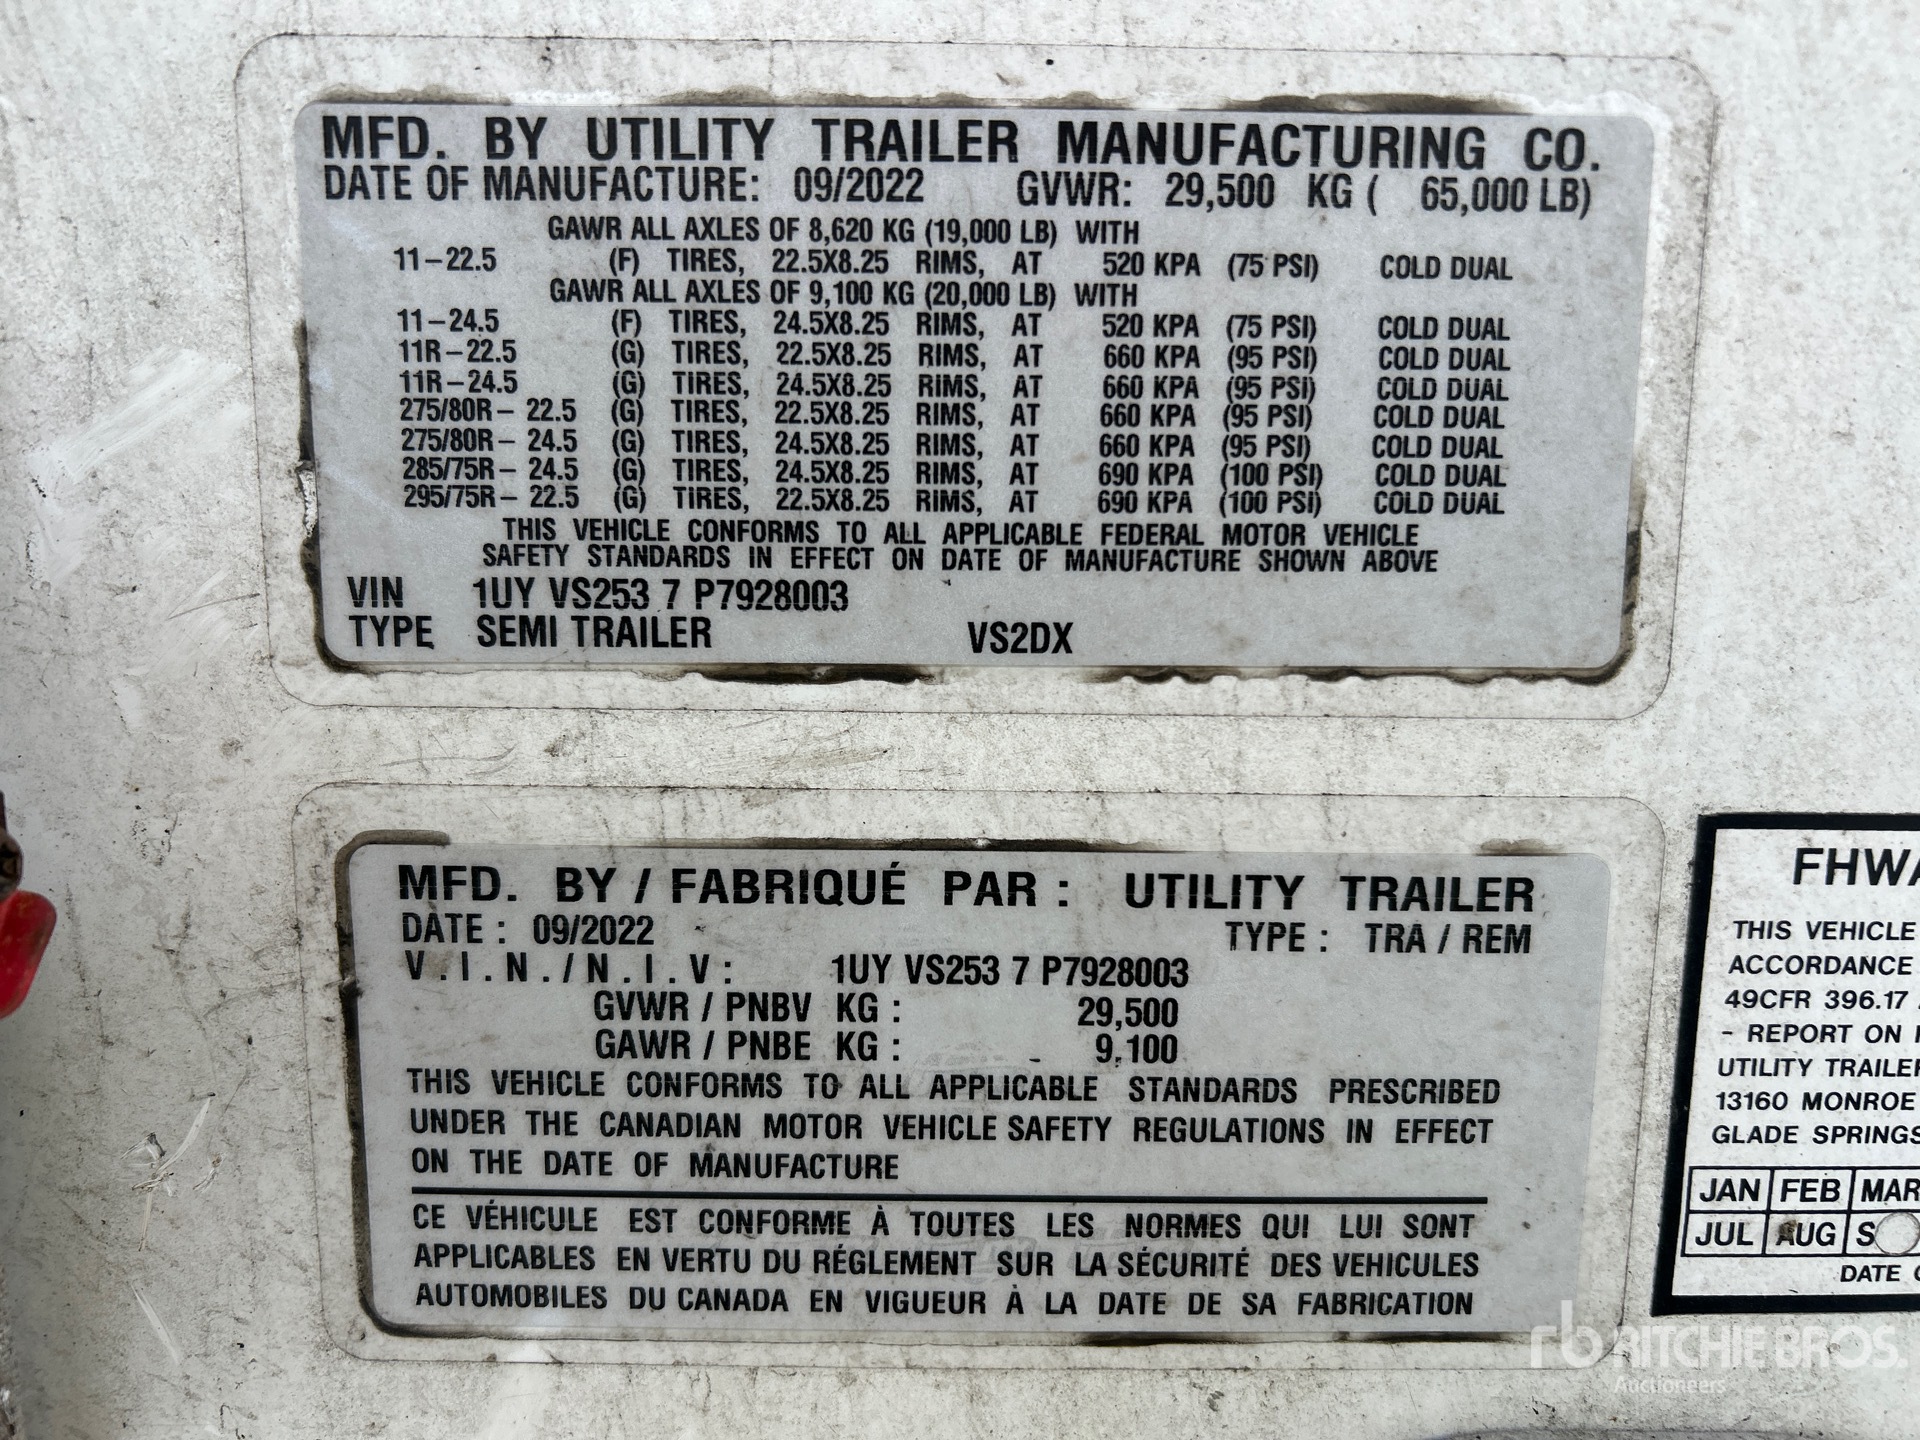 MFD. BY UTILITY TRAILER MANUFACTURING CO.
DATE OF MANUFACTURE: 09/2022 GVWR: 29,500 KG ( 65,000 LB)
GAWR ALL AXLES OF 8,620 KG (19,000 LB) WITH
11-22.5 (F) TIRES, 22.5X8.25 RIMS, AT 520 KPA (75 PSI) COLD DUAL
GAWR ALL AXLES OF 9,100 KG (20,000 LB) WITH
11-24.5 (F) TIRES, 24.5X8.25 RIMS, AT 520 KPA (75 PSI) COLD DUAL
11R-22.5 (G) TIRES, 22.5X8.25 RIMS, AT 660 KPA (95 PSI) COLD DUAL
11R-24.5 (G) TIRES, 24.5X8.25 RIMS, AT 660 KPA (95 PSI) COLD DUAL
275/80R- 22.5 (G) TIRES, 22.5X8.25 RIMS, AT 660 KPA (95 PSI) COLD DUAL
275/80R- 24.5 (G) TIRES, 24.5X8.25 RIMS, AT 660 KPA (95 PSI) COLD DUAL
285/75R- 24.5 (G) TIRES, 24.5X8.25 RIMS, AT 690 KPA (100 PSI) COLD DUAL
295/75R- 22.5 (G) TIRES, 22.5X8.25 RIMS, AT 690 KPA (100 PSI) COLD DUAL
THIS VEHICLE CONFORMS TO ALL APPLICABLE FEDERAL MOTOR VEHICLE
SAFETY STANDARDS IN EFFECT ON DATE OF MANUFACTURE SHOWN ABOVE
VIN 1UY VS253 7 P7928003
TYPE SEMI TRAILER VS2DX
MFD. BY / FABRIQUÉ PAR : UTILITY TRAILER
DATE : 09/2022 TYPE : TRA / REM
V.I.N./N.I.V: 1UY VS253 7 P7928003
GVWR / PNBV KG : 29,500
GAWR / PNBE KG : 9,100
THIS VEHICLE CONFORMS TO ALL APPLICABLE STANDARDS PRESCRIBED
UNDER THE CANADIAN MOTOR VEHICLE SAFETY REGULATIONS IN EFFECT
ON THE DATE OF MANUFACTURE
CE VÉHICULE EST CONFORME À TOUTES LES NORMES QUI LUI SONT
APPLICABLES EN VERTU DU RÉGLEMENT SUR LA SÉCURITÉ DES VEHICULES
AUTOMOBILES DU CANADA EN VIGUEUR À LA DATE DE SA FABRICATION
FHWA
THIS VEHICLE
ACCORDANCE
49CFR 396.17
- REPORT ON
UTILITY TRAILER
13160 MONROE
GLADE SPRINGS
JAN FEB MAR
JUL AUG S
DATE
rb RITCHIE BROS.
Auctioneers